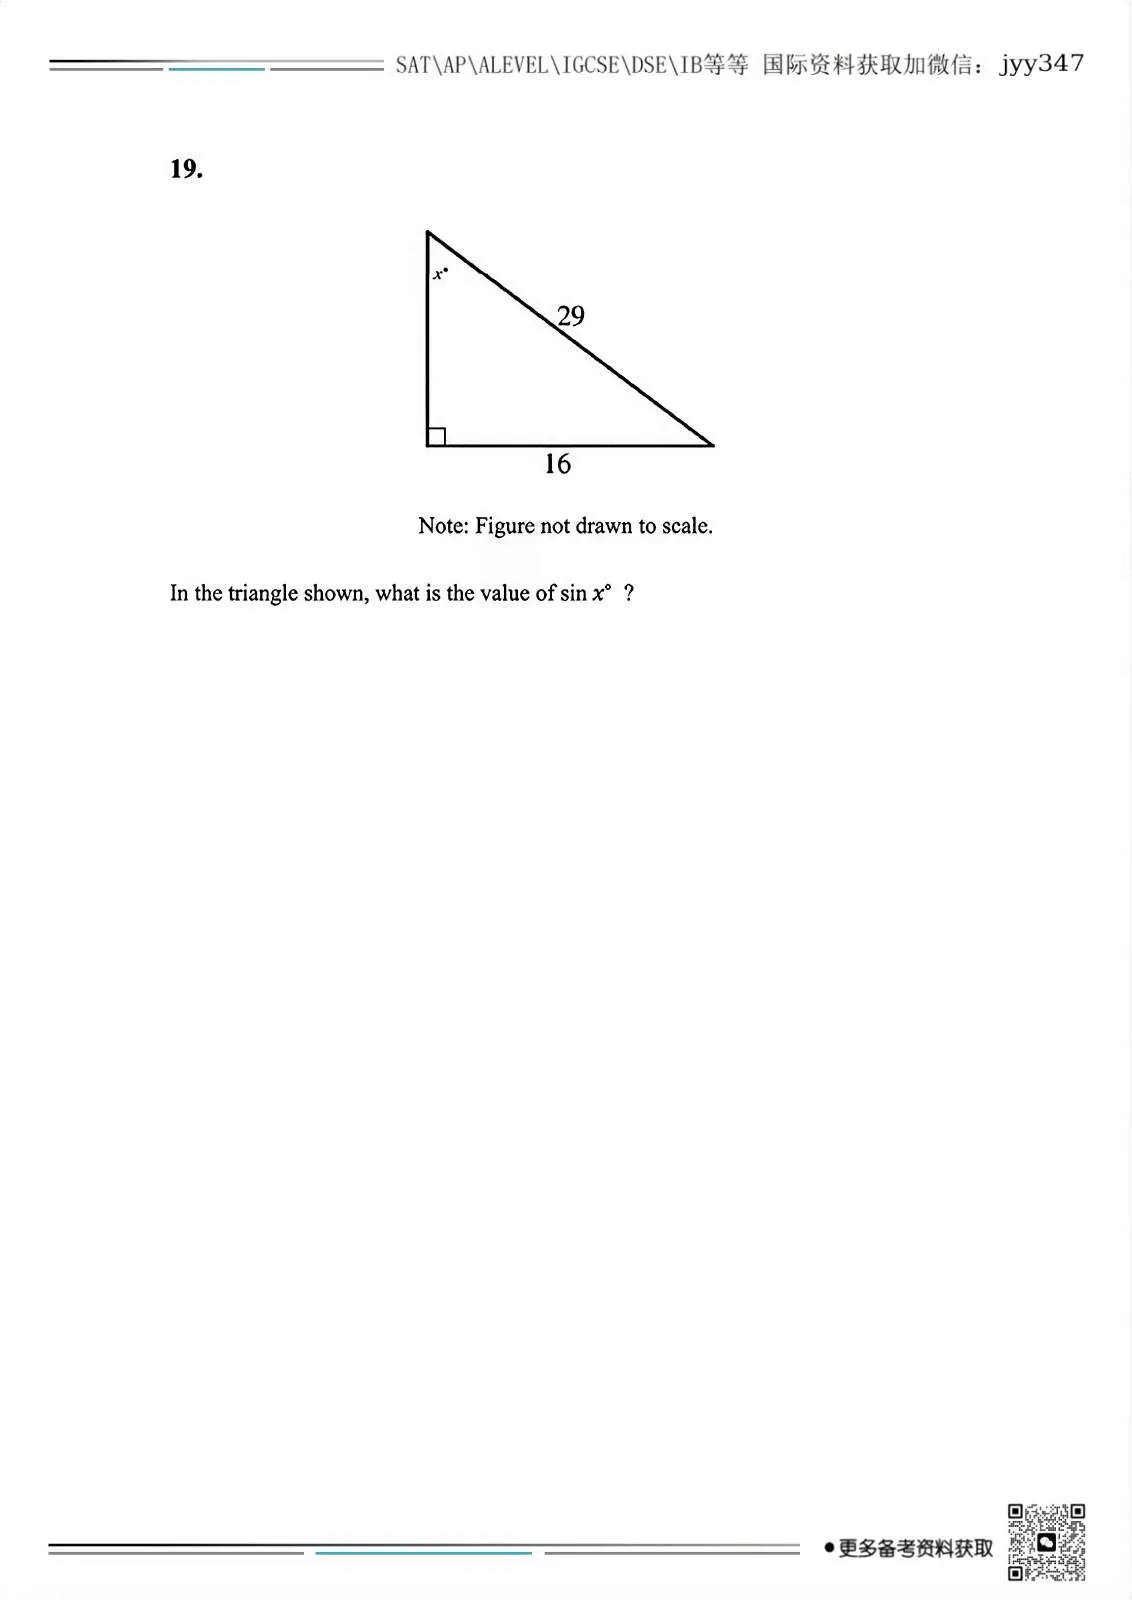 SAT\AP\ALEVEL\IGCSE\DSE\IB等等 国际资料获取加微信：jyy347
19.
x°
29
16
Note: Figure not drawn to scale.
In the triangle shown, what is the value of sin x° ?
●更多备考资料获取